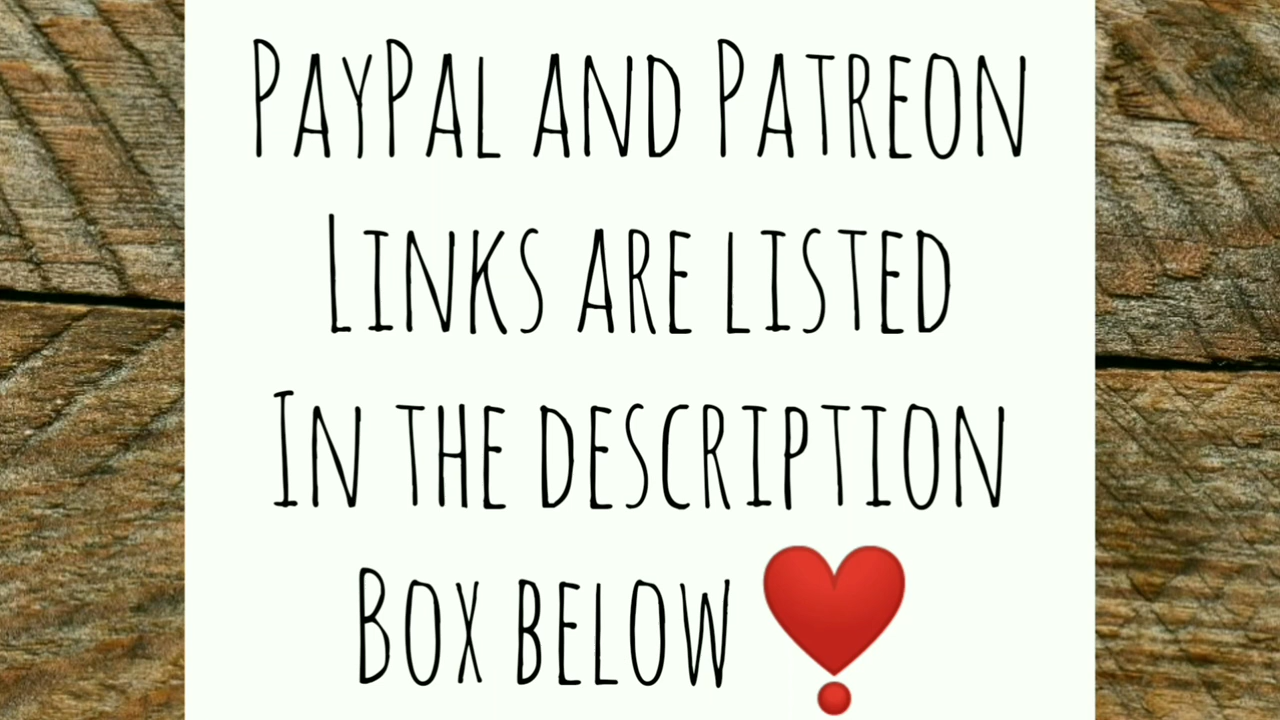 PayPal and Patreon
Links are listed
In the description
Box below ❣️